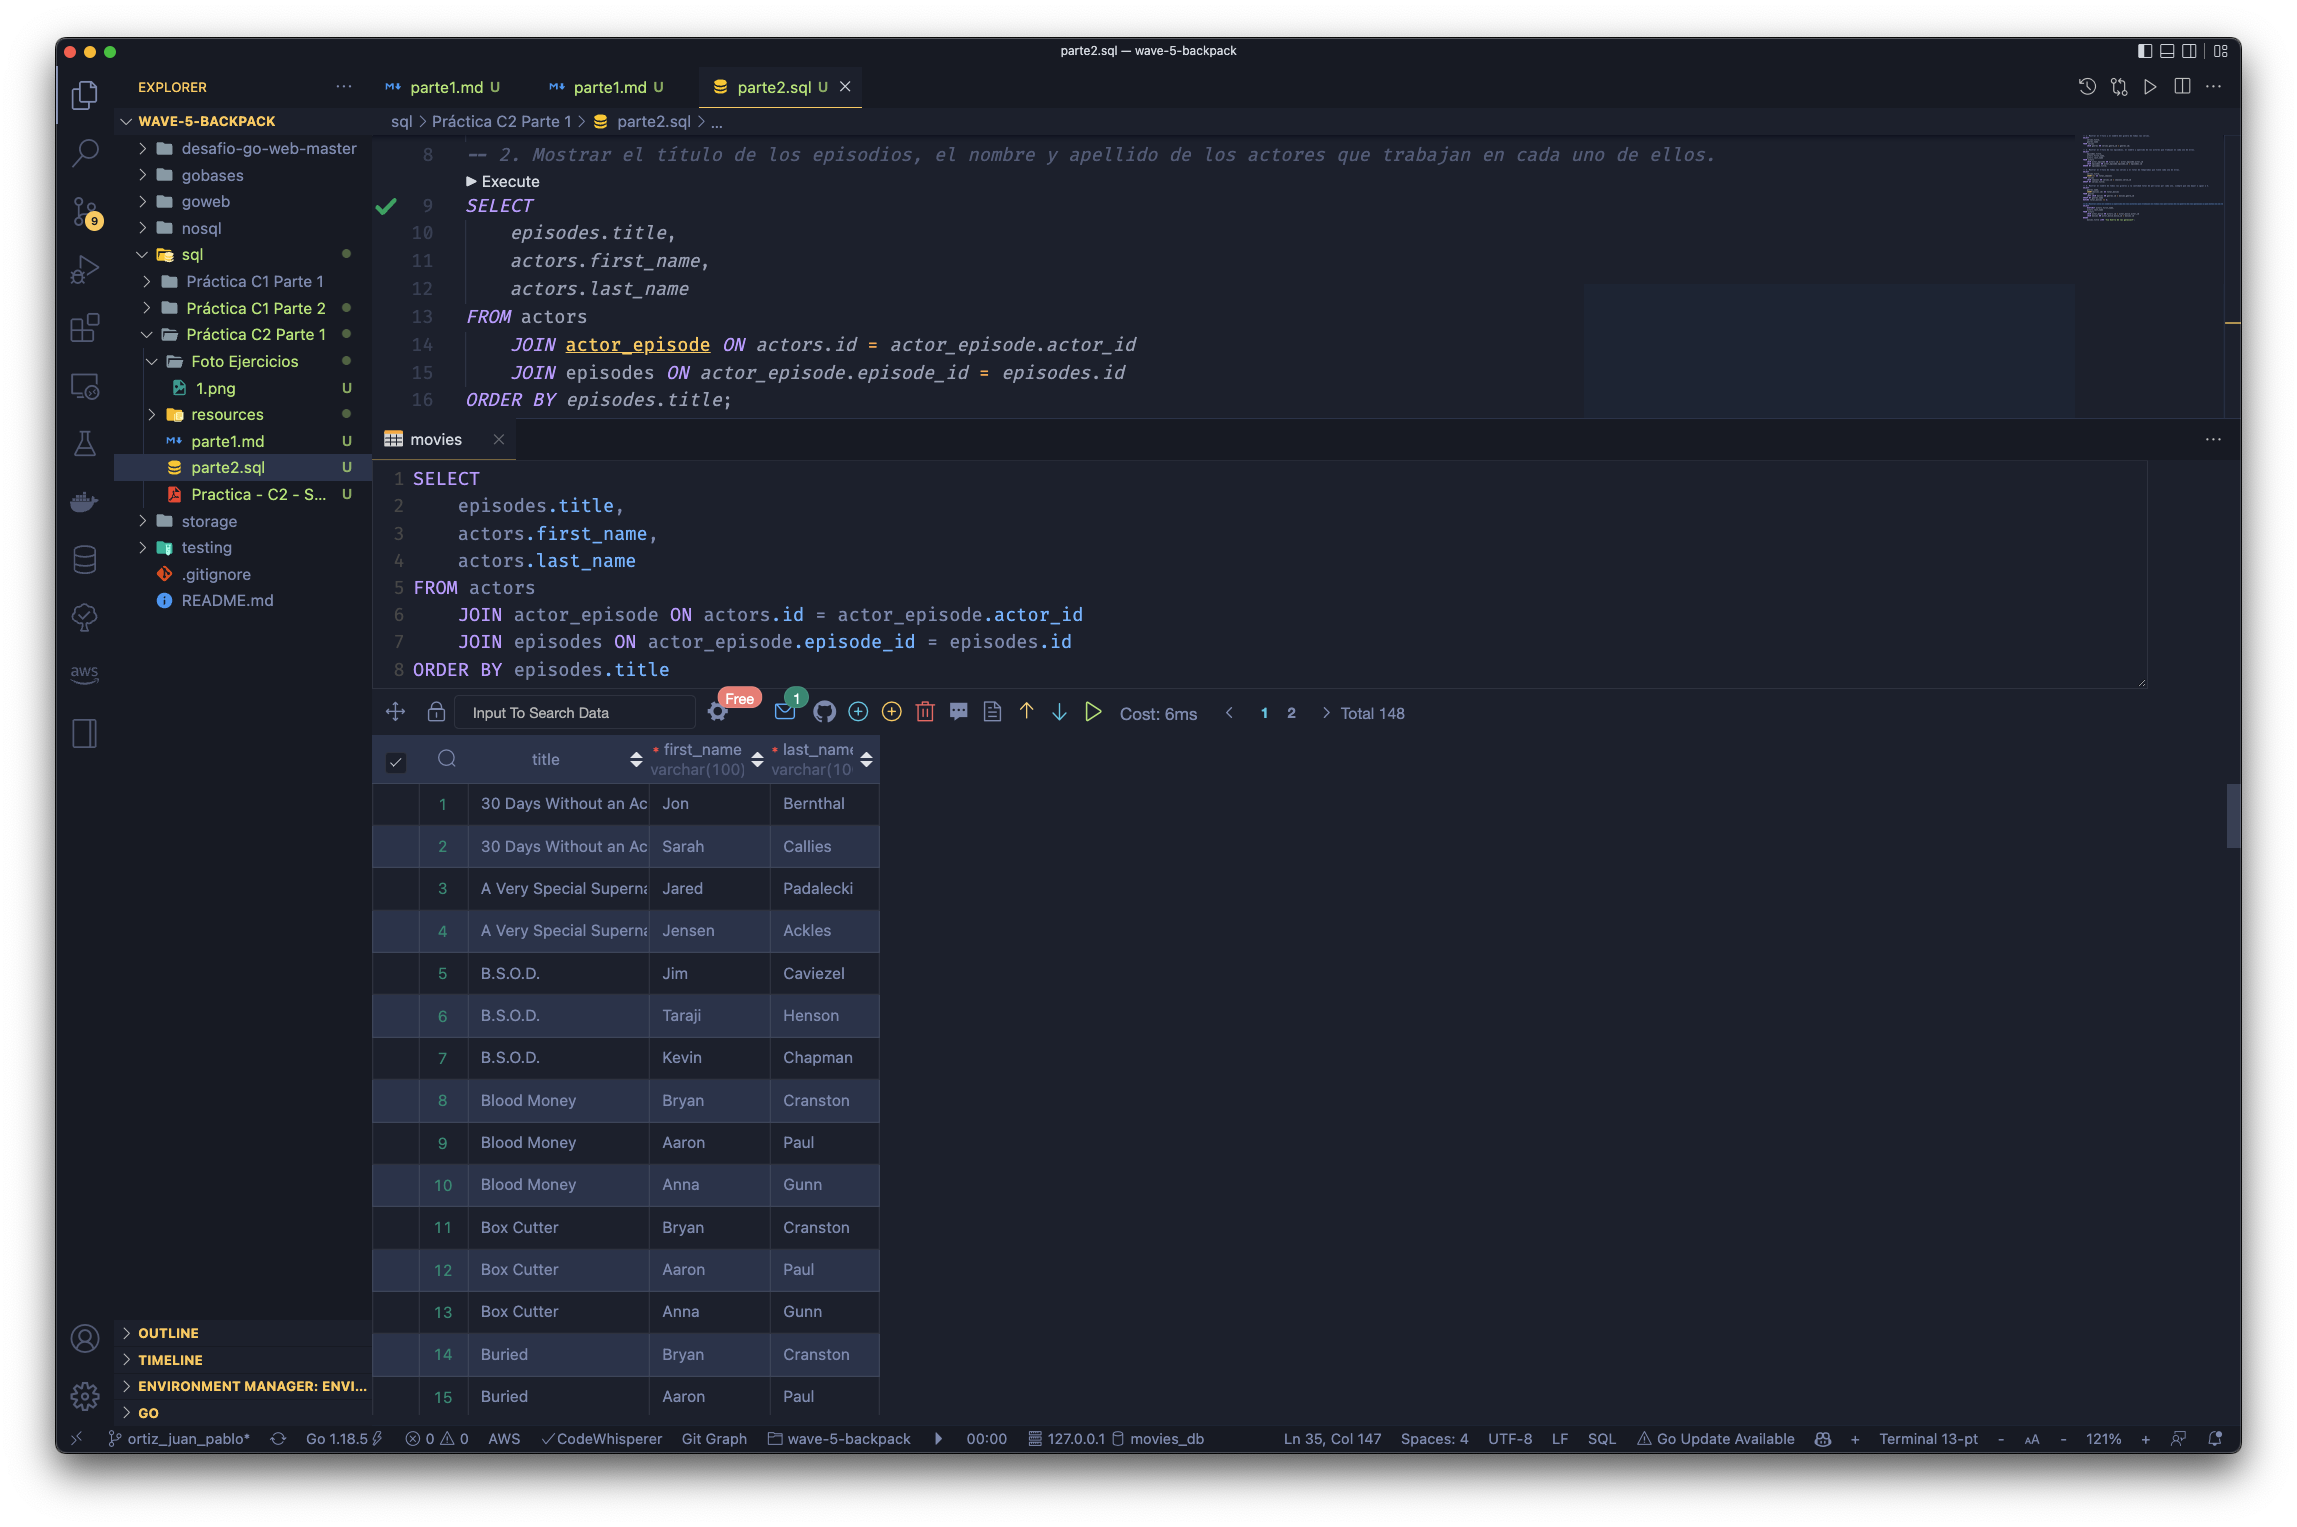 parte2.sql — wave-5-backpack
EXPLORER
WAVE-5-BACKPACK
desafio-go-web-master
gobases
goweb
nosql
sql
Práctica C1 Parte 1
Práctica C1 Parte 2
Práctica C2 Parte 1
Foto Ejercicios
1.png U
resources
parte1.md U
parte2.sql U
Practica - C2 - S... U
storage
testing
.gitignore
README.md
OUTLINE
TIMELINE
ENVIRONMENT MANAGER: ENVI...
GO
9
aws
parte1.md U
parte1.md U
parte2.sql U
sql > Práctica C2 Parte 1 > parte2.sql > ...
8 -- 2. Mostrar el título de los episodios, el nombre y apellido de los actores que trabajan en cada uno de ellos.
Execute
9 SELECT
10 episodes.title,
11 actors.first_name,
12 actors.last_name
13 FROM actors
14 JOIN actor_episode ON actors.id = actor_episode.actor_id
15 JOIN episodes ON actor_episode.episode_id = episodes.id
16 ORDER BY episodes.title;
movies
1 SELECT
2 episodes.title,
3 actors.first_name,
4 actors.last_name
5 FROM actors
6 JOIN actor_episode ON actors.id = actor_episode.actor_id
7 JOIN episodes ON actor_episode.episode_id = episodes.id
8 ORDER BY episodes.title
Input To Search Data Free 1 Cost: 6ms < 1 2 > Total 148
title * first_name * last_name
varchar(100) varchar(10
1 30 Days Without an Ac Jon Bernthal
2 30 Days Without an Ac Sarah Callies
3 A Very Special Superna Jared Padalecki
4 A Very Special Superna Jensen Ackles
5 B.S.O.D. Jim Caviezel
6 B.S.O.D. Taraji Henson
7 B.S.O.D. Kevin Chapman
8 Blood Money Bryan Cranston
9 Blood Money Aaron Paul
10 Blood Money Anna Gunn
11 Box Cutter Bryan Cranston
12 Box Cutter Aaron Paul
13 Box Cutter Anna Gunn
14 Buried Bryan Cranston
15 Buried Aaron Paul
ortiz_juan_pablo* Go 1.18.5 0 0 AWS CodeWhisperer Git Graph wave-5-backpack 00:00 127.0.0.1 movies_db Ln 35, Col 147 Spaces: 4 UTF-8 LF SQL Go Update Available + Terminal 13-pt - AA - 121% +